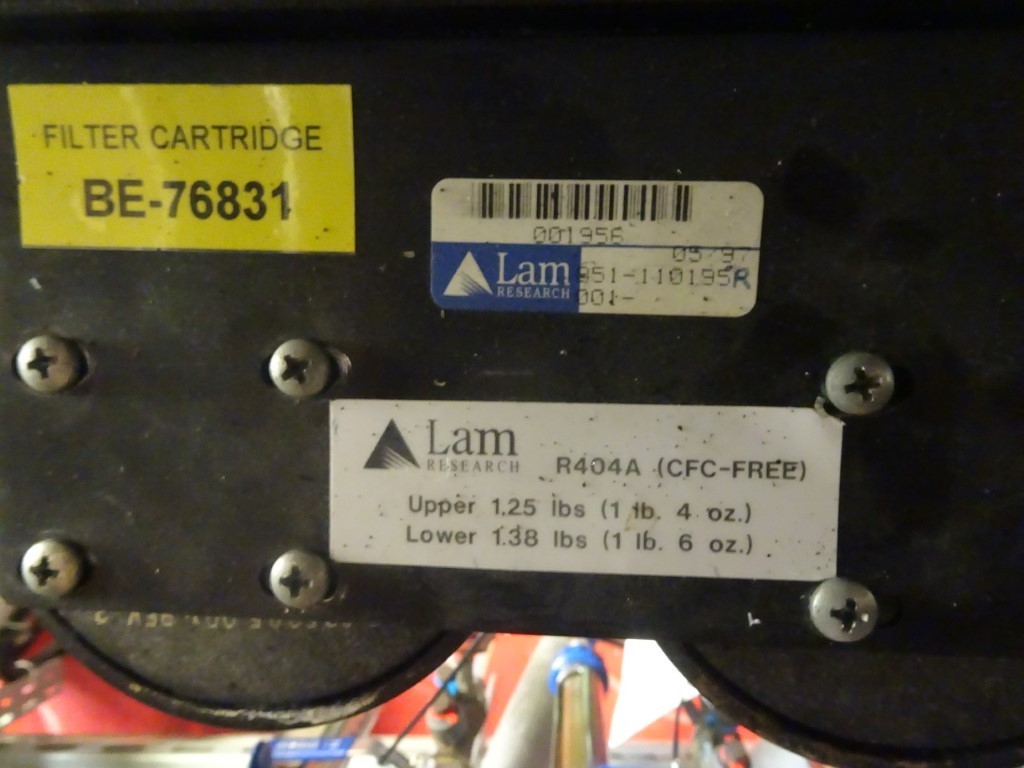 FILTER CARTRIDGE
BE-76831
001956
05/97
Lam
RESEARCH
851-110195R
001-
Lam
RESEARCH
R404A (CFC-FREE)
Upper 1.25 lbs (1 lb. 4 oz.)
Lower 1.38 lbs (1 lb. 6 oz.)